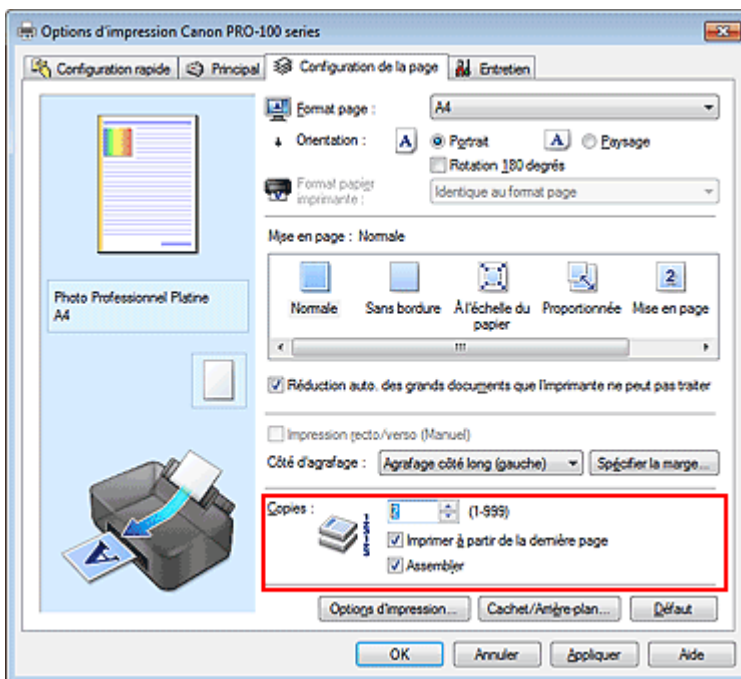 Options d'impression Canon PRO-100 series
Configuration rapide Principal Configuration de la page Entretien
Format page : A4
Orientation : A Portrait A Paysage
Rotation 180 degrés
Format papier imprimante : Identique au format page
Mise en page : Normale
Normale Sans bordure À l'échelle du papier Proportionnée Mise en page
Photo Professionnel Platine
A4
Réduction auto. des grands documents que l'imprimante ne peut pas traiter
Impression recto/verso (Manuel)
Côté d'agrafage : Agrafage côté long (gauche) Spécifier la marge...
Copies : 2 (1-999)
Imprimer à partir de la dernière page
Assembler
Options d'impression... Cachet/Arrière-plan... Défaut
OK Annuler Appliquer Aide